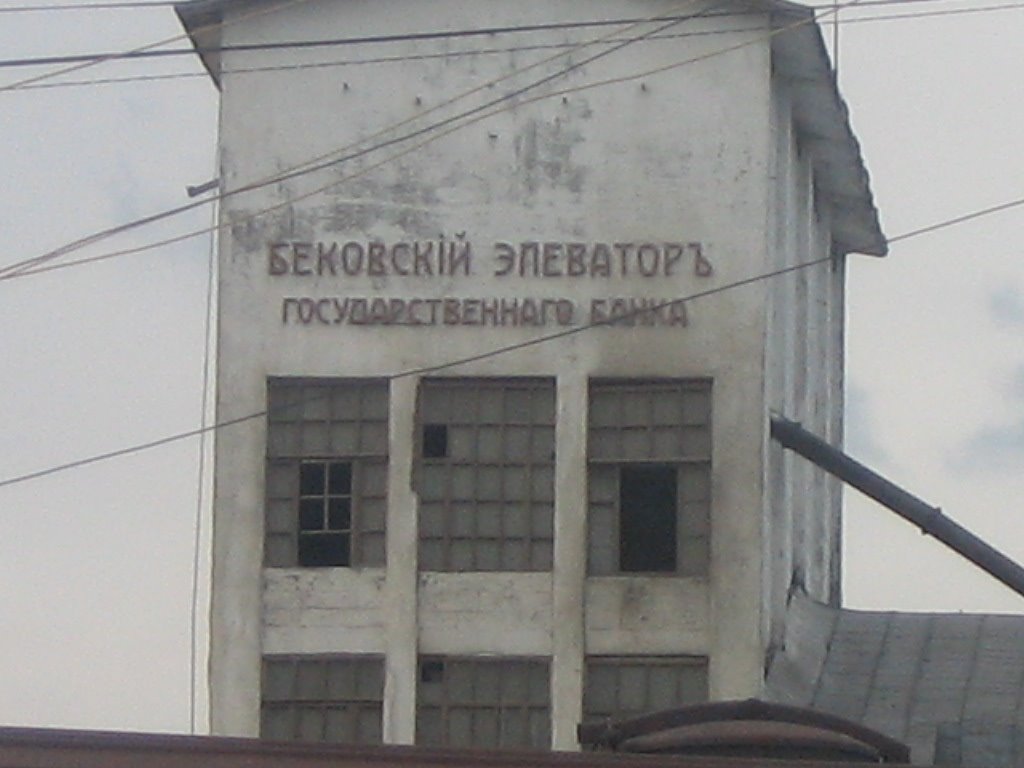 БЕКОВСКІЙ ЭЛЕВАТОРЪ
ГОСУДАРСТВЕННАГО БАНКА